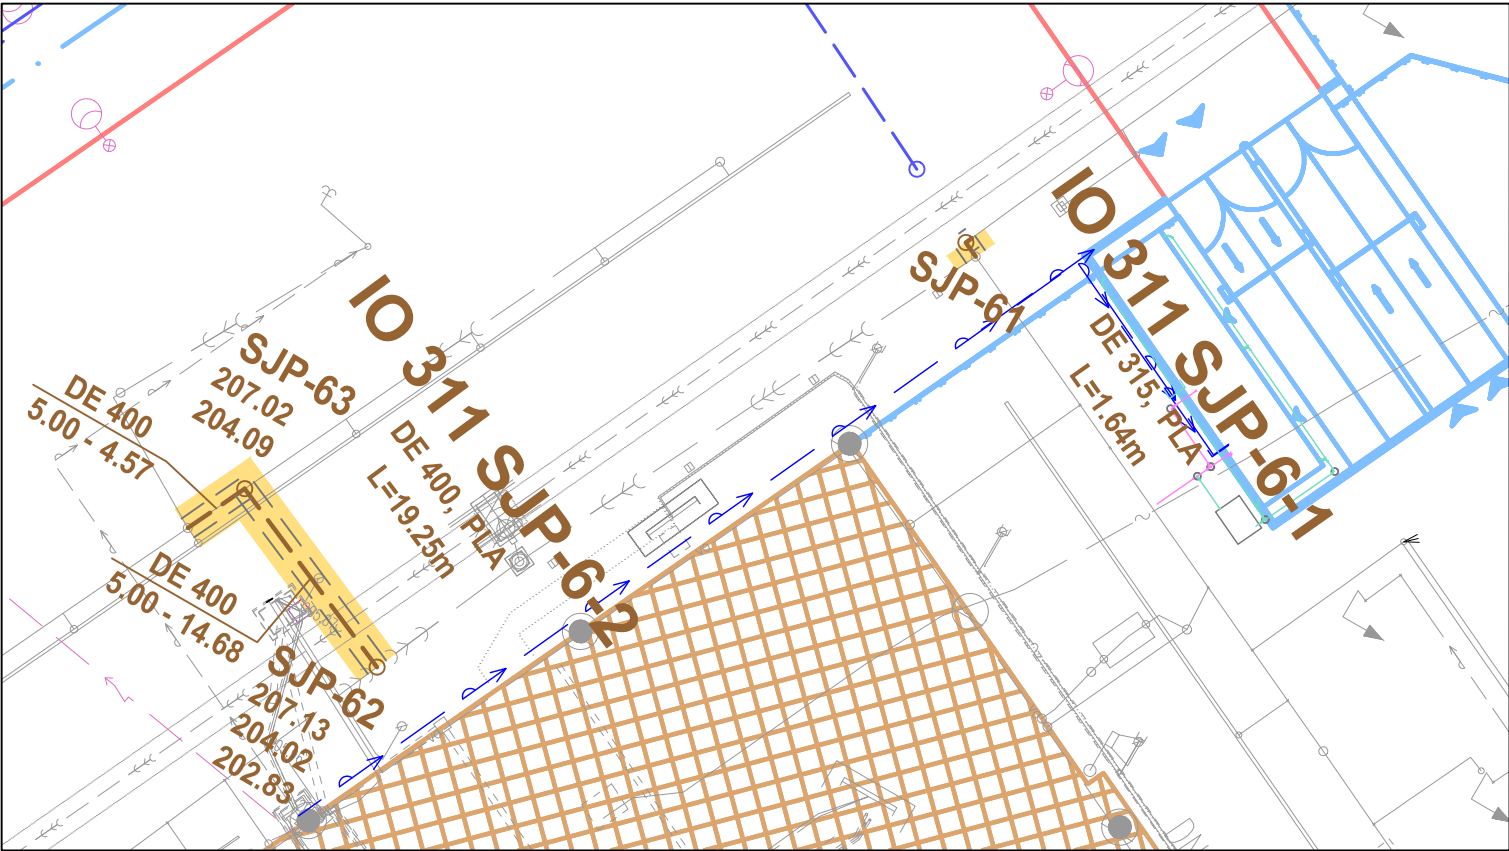 IO 311 SJP-6-2
DE 400, PLA
L=19.25m
SJP-63
207.02
204.09
DE 400
5.00 - 4.57
DE 400
5.00 - 14.68
SJP-62
207.13
204.02
202.83
SJP-61
IO 311 SJP-6-1
DE 315, PLA
L=1.64m